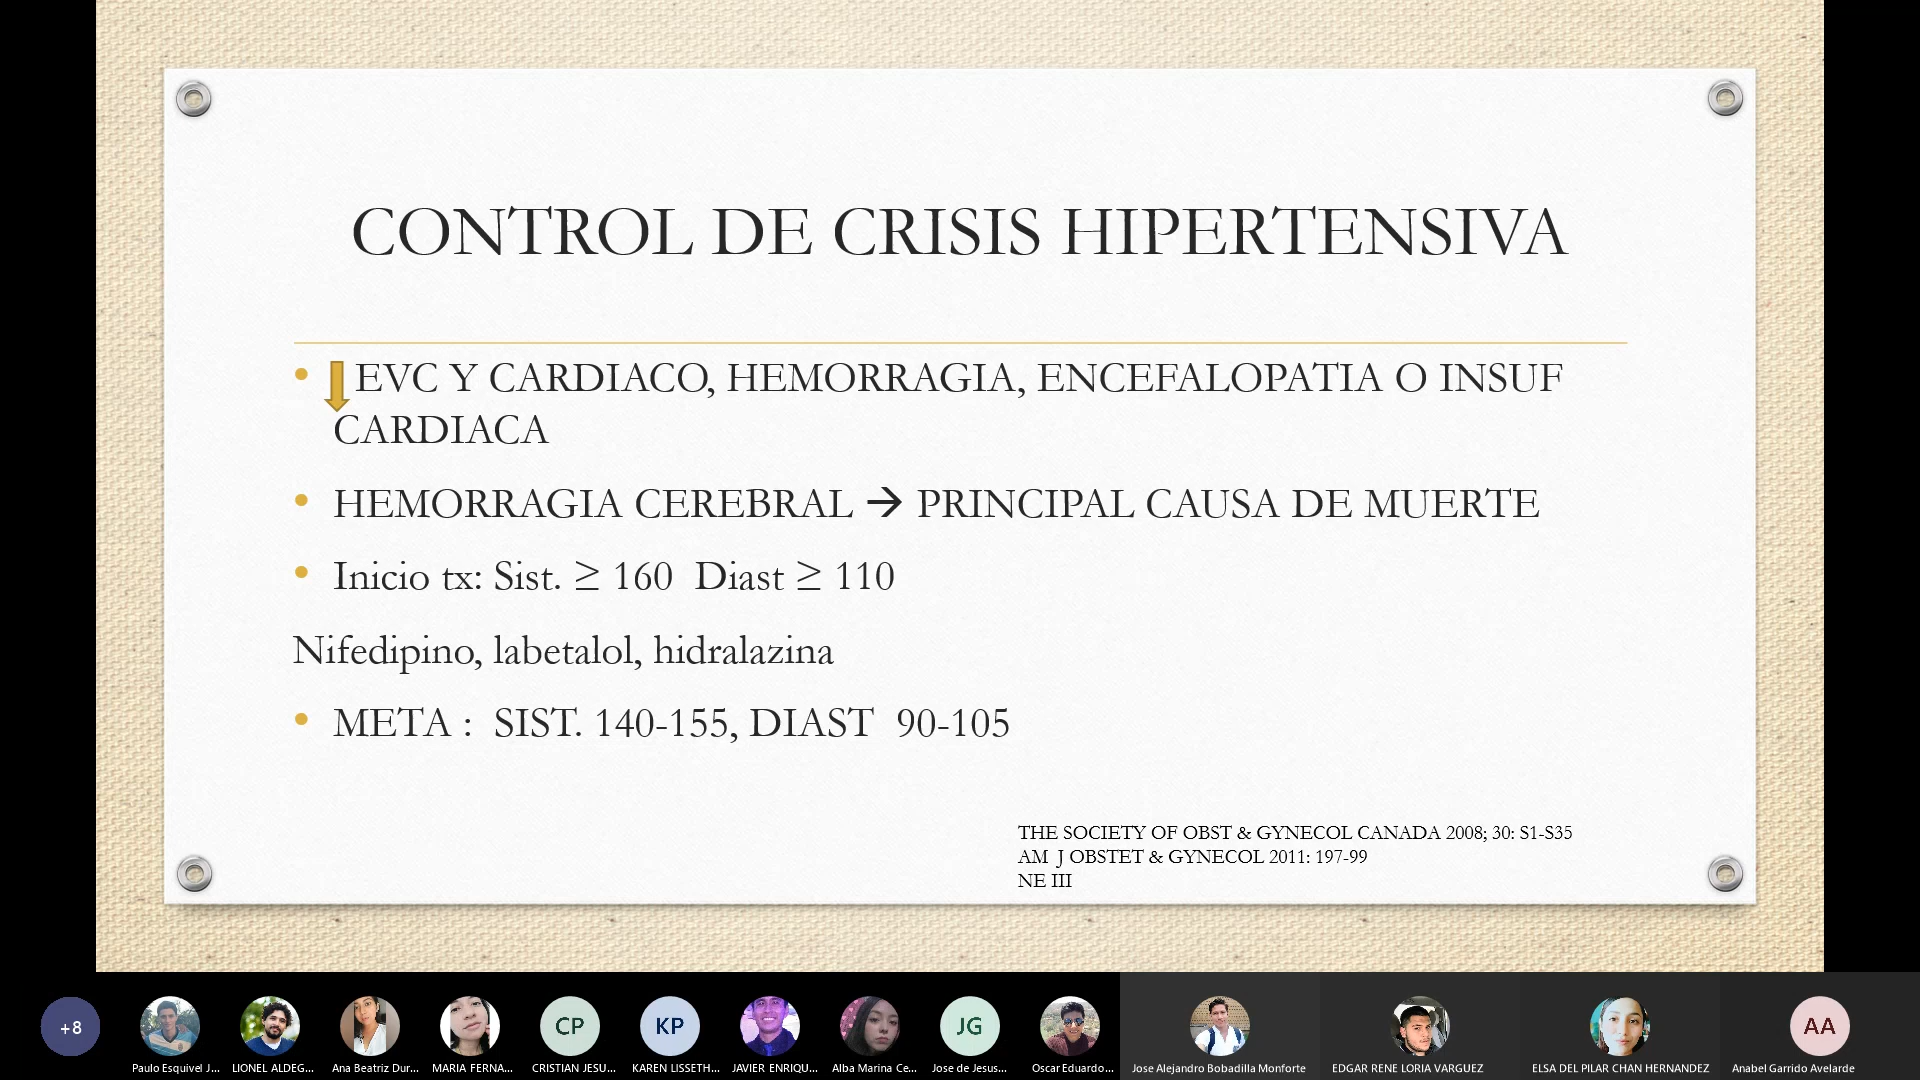 CONTROL DE CRISIS HIPERTENSIVA
• EVC Y CARDIACO, HEMORRAGIA, ENCEFALOPATIA O INSUF
CARDIACA
• HEMORRAGIA CEREBRAL → PRINCIPAL CAUSA DE MUERTE
• Inicio tx: Sist. ≥ 160 Diast ≥ 110
Nifedipino, labetalol, hidralazina
• META : SIST. 140-155, DIAST 90-105
THE SOCIETY OF OBST & GYNECOL CANADA 2008; 30: S1-S35
AM J OBSTET & GYNECOL 2011: 197-99
NE III
+8
CP
KP
JG
AA
Paulo Esquivel J...
LIONEL ALDEG...
Ana Beatriz Dur...
MARIA FERNA...
CRISTIAN JESU...
KAREN LISSETH...
JAVIER ENRIQU...
Alba Marina Ce...
Jose de Jesus...
Oscar Eduardo...
Jose Alejandro Bobadilla Monforte
EDGAR RENE LORIA VARGUEZ
ELSA DEL PILAR CHAN HERNANDEZ
Anabel Garrido Avelarde